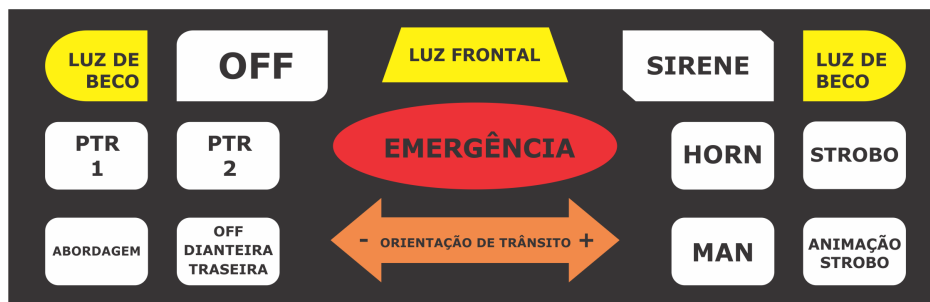 LUZ DE
BECO
OFF
LUZ FRONTAL
SIRENE
LUZ DE
BECO
PTR
1
PTR
2
EMERGÊNCIA
HORN
STROBO
ABORDAGEM
OFF
DIANTEIRA
TRASEIRA
- ORIENTAÇÃO DE TRÂNSITO +
MAN
ANIMAÇÃO
STROBO